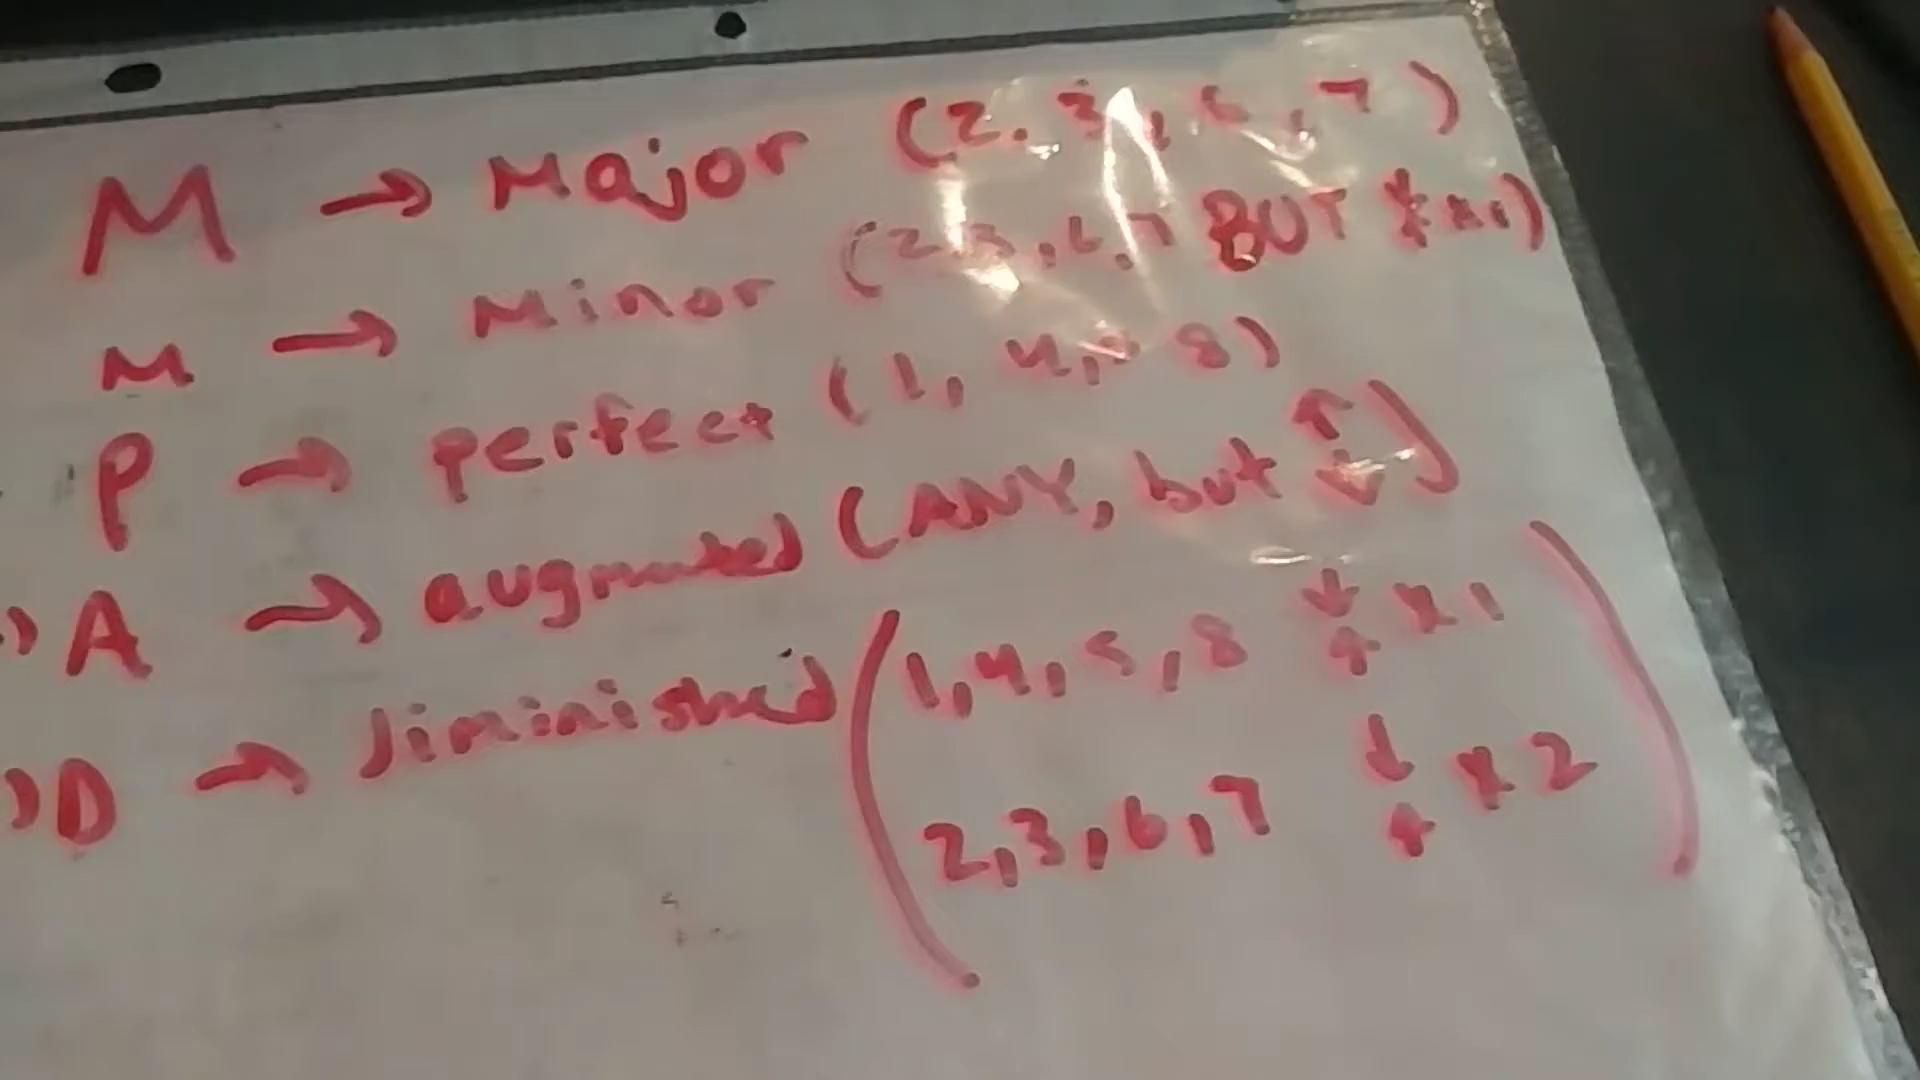 M → Major (2, 3, 6, 7)
M → Minor (2, 3, 6, 7 BUT ↓↑ x1)
P → perfect (1, 4, 8)
A → augmented (ANY, but ↑↓)
D → diminished (1, 4, 5, 8 ↓↑ x1
2, 3, 6, 7 ↓↑ x2)